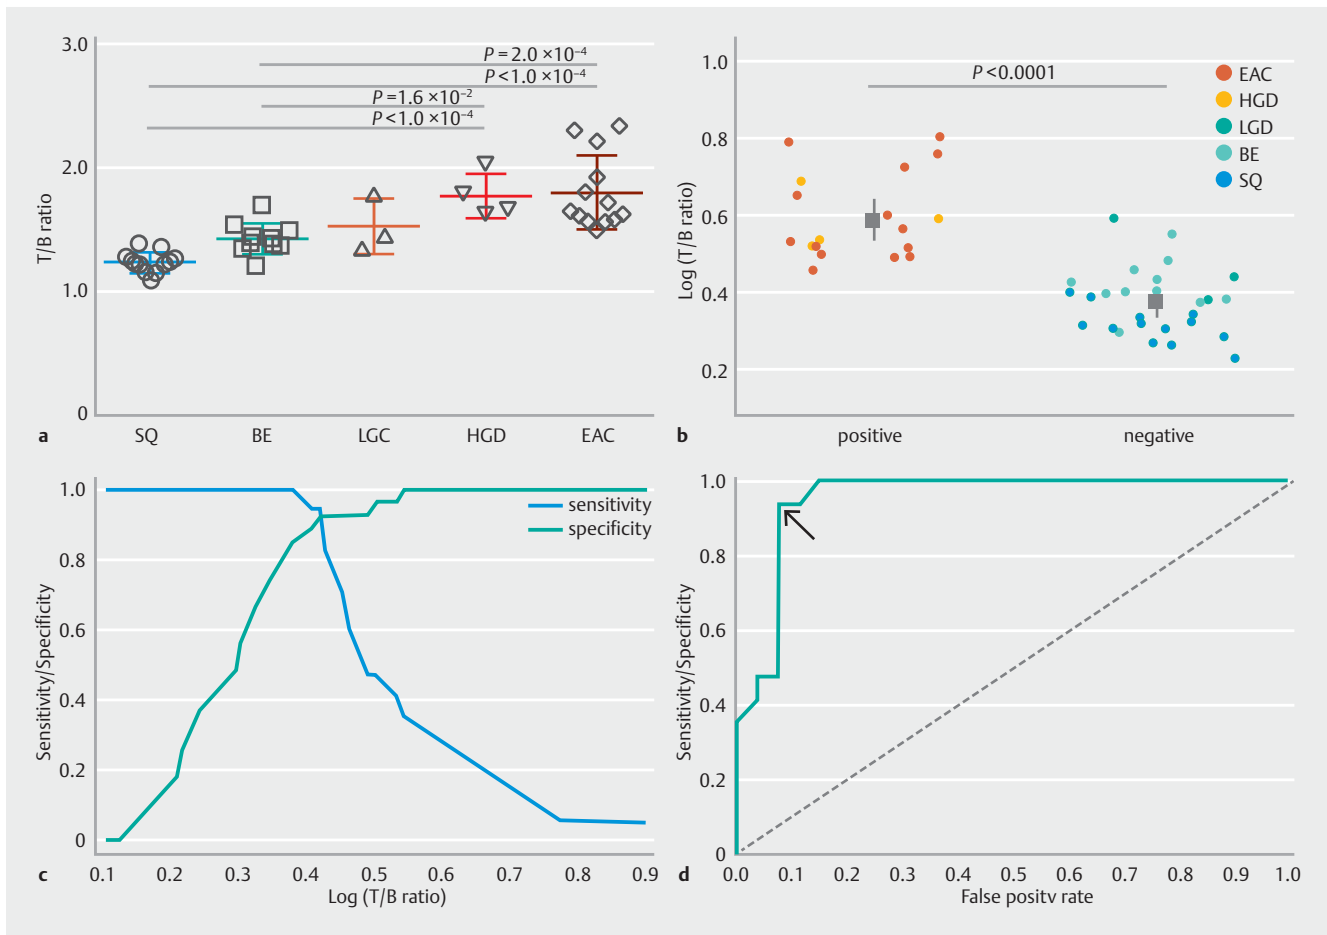 3.0
2.0
1.0
0
T/B ratio
P = 2.0 ×10⁻⁴
P < 1.0 ×10⁻⁴
P = 1.6 ×10⁻²
P < 1.0 ×10⁻⁴
a SQ BE LGC HGD EAC
1.0
0.8
0.6
0.4
0.2
Log (T/B ratio)
P < 0.0001
EAC
HGD
LGD
BE
SQ
b positive negative
1.0
0.8
0.6
0.4
0.2
0
Sensitivity/Specificity
sensitivity
specificity
c 0.1 0.2 0.3 0.4 0.5 0.6 0.7 0.8 0.9
Log (T/B ratio)
1.0
0.8
0.6
0.4
0.2
0
Sensitivity/Specificity
d 0.0 0.1 0.2 0.3 0.4 0.5 0.6 0.7 0.8 0.9 1.0
False positv rate